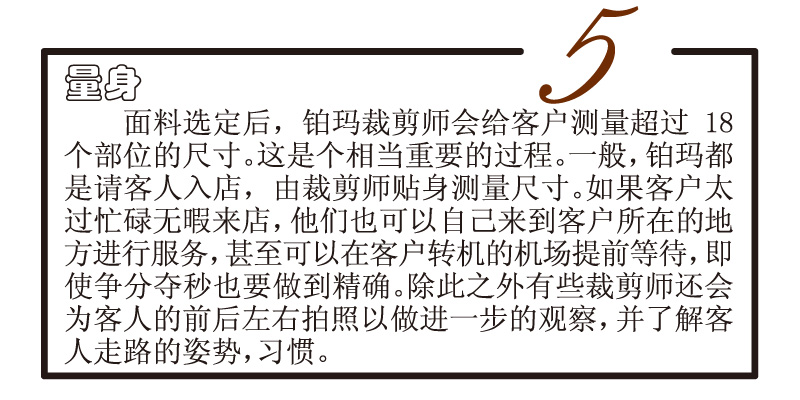 5
量身
面料选定后，铂玛裁剪师会给客户测量超过 18
个部位的尺寸。这是个相当重要的过程。一般，铂玛都
是请客人入店，由裁剪师贴身测量尺寸。如果客户太
过忙碌无暇来店，他们也可以自己来到客户所在的地
方进行服务，甚至可以在客户转机的机场提前等待，即
使争分夺秒也要做到精确。除此之外有些裁剪师还会
为客人的前后左右拍照以做进一步的观察，并了解客
人走路的姿势，习惯。